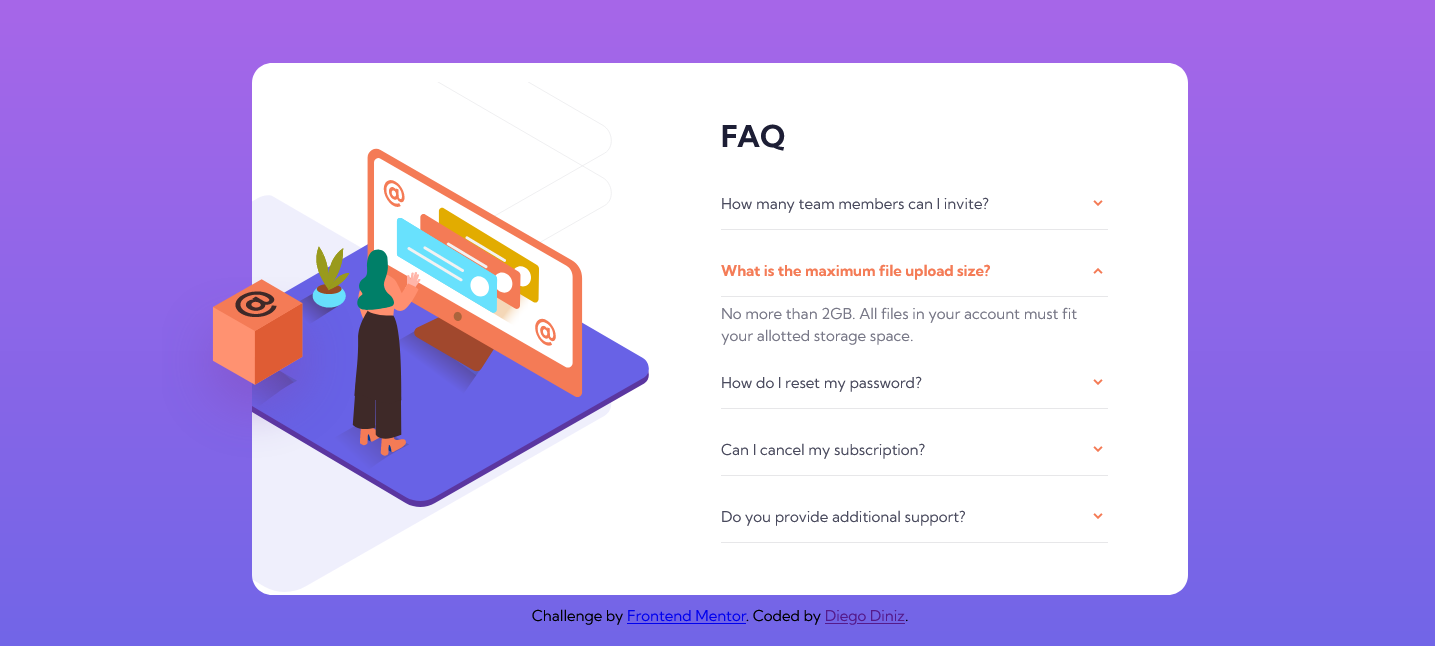 FAQ
How many team members can I invite?
What is the maximum file upload size?
No more than 2GB. All files in your account must fit
your allotted storage space.
How do I reset my password?
Can I cancel my subscription?
Do you provide additional support?
@
@
@
Challenge by Frontend Mentor. Coded by Diego Diniz.